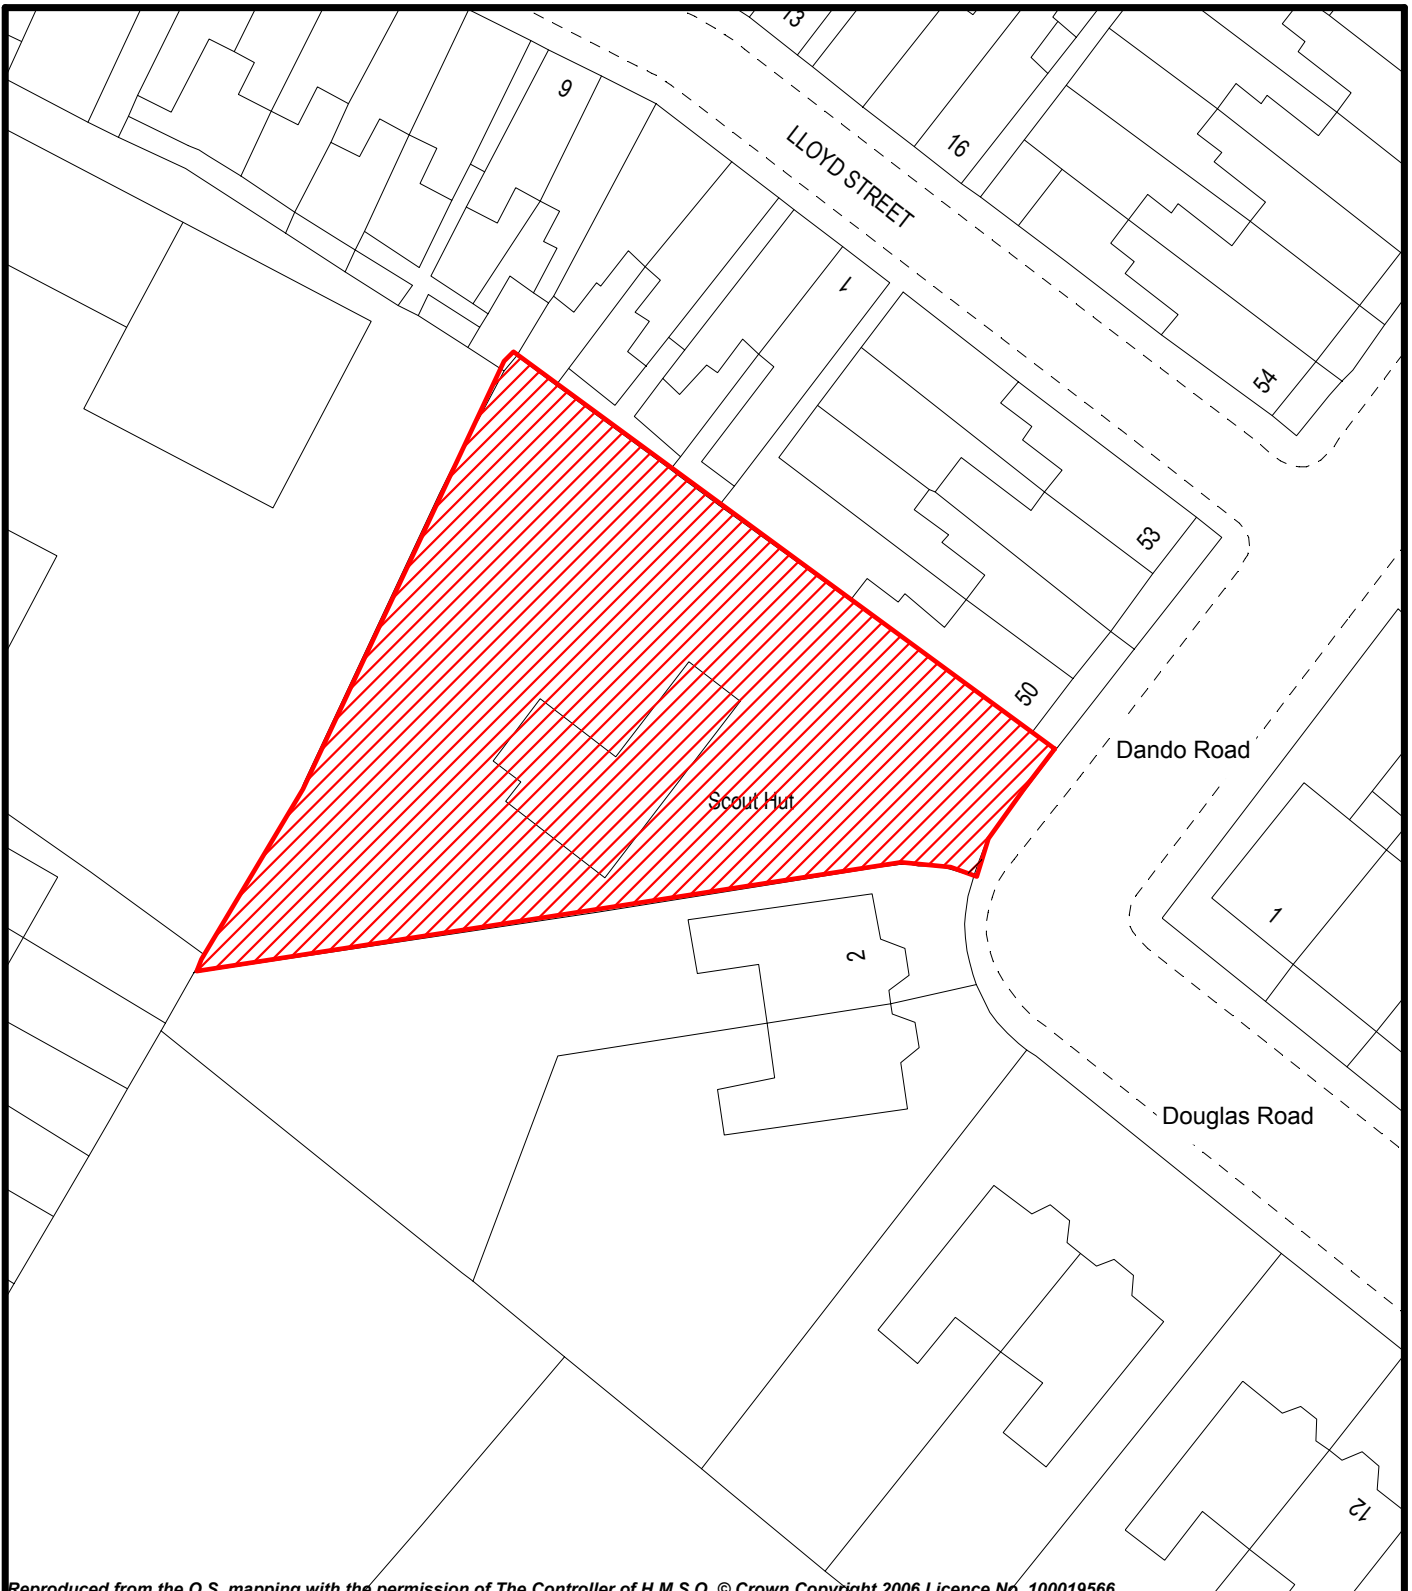 13
9
16
LLOYD STREET
1
54
53
50
Dando Road
Scout Hut
1
2
Douglas Road
12
Reproduced from the O.S. mapping with the permission of The Controller of H.M.S.O. © Crown Copyright 2006 Licence No. 100019566